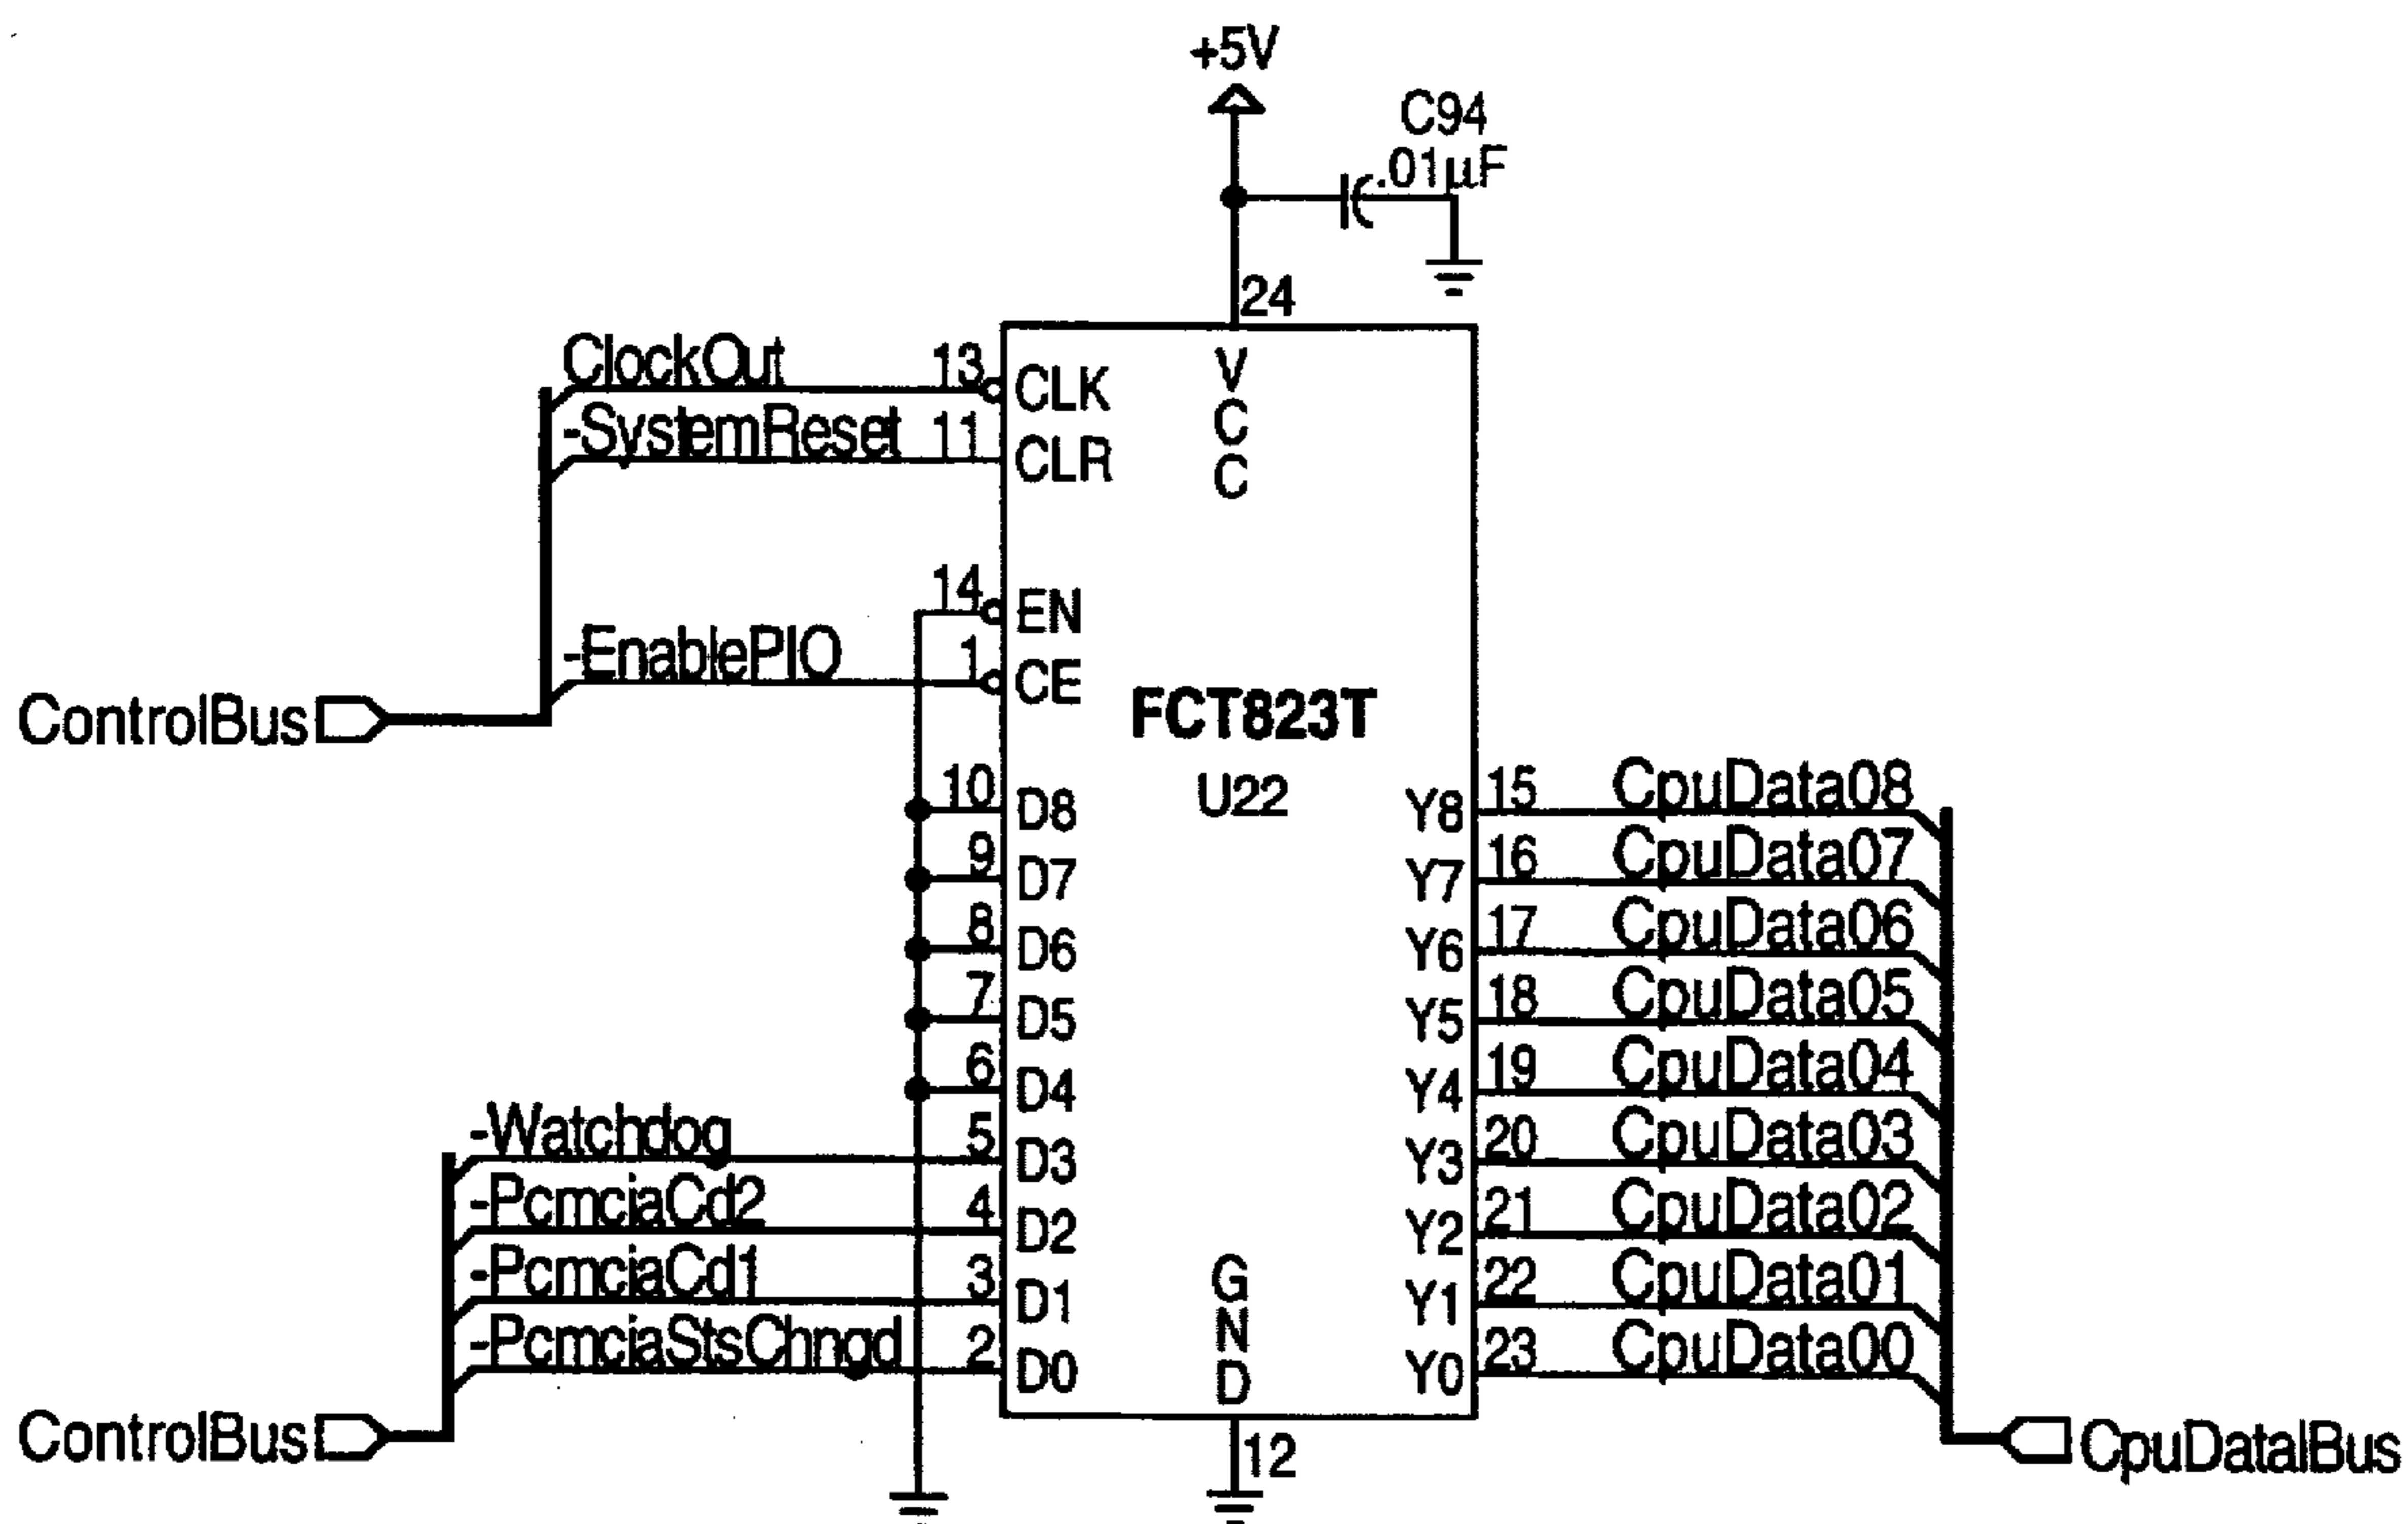 +5V
C94
.01µF
24
ClockOut 13 CLK
VCC
-SystemReset 11 CLR
14 EN
-EnablePIO 1 CE
ControlBus
FCT823T
U22
10 D8 Y8 15 CpuData08
9 D7 Y7 16 CpuData07
8 D6 Y6 17 CpuData06
7 D5 Y5 18 CpuData05
6 D4 Y4 19 CpuData04
-Watchdog 5 D3 Y3 20 CpuData03
-PcmciaCd2 4 D2 Y2 21 CpuData02
-PcmciaCd1 3 D1 Y1 22 CpuData01
-PcmciaStsChngd 2 D0 Y0 23 CpuData00
GND
ControlBus
12
CpuDatalBus